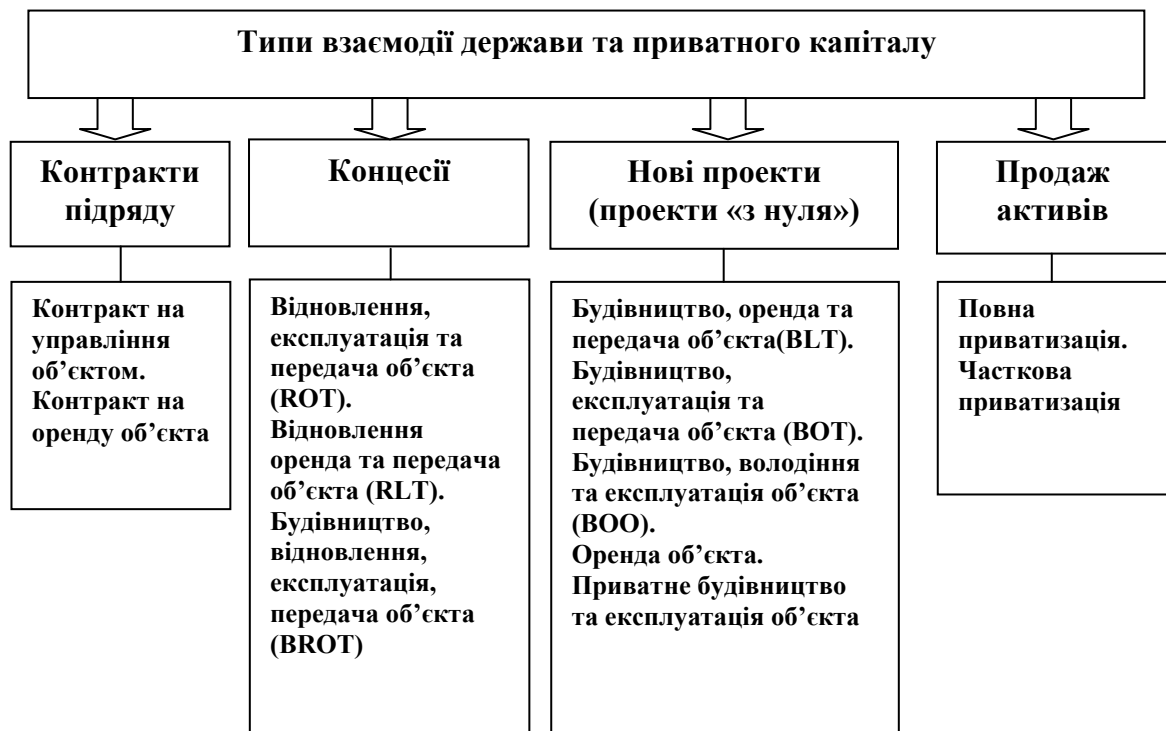 Типи взаємодії держави та приватного капіталу
Контракти
підряду
Концесії
Нові проекти
(проекти «з нуля»)
Продаж
активів
Контракт на
управління
об’єктом.
Контракт на
оренду об’єкта
Відновлення,
експлуатація та
передача об’єкта
(ROT).
Відновлення
оренда та передача
об’єкта (RLT).
Будівництво,
відновлення,
експлуатація,
передача об’єкта
(BROT)
Будівництво, оренда та
передача об’єкта(BLT).
Будівництво,
експлуатація та
передача об’єкта (BOT).
Будівництво, володіння
та експлуатація об’єкта
(BOO).
Оренда об’єкта.
Приватне будівництво
та експлуатація об’єкта
Повна
приватизація.
Часткова
приватизація